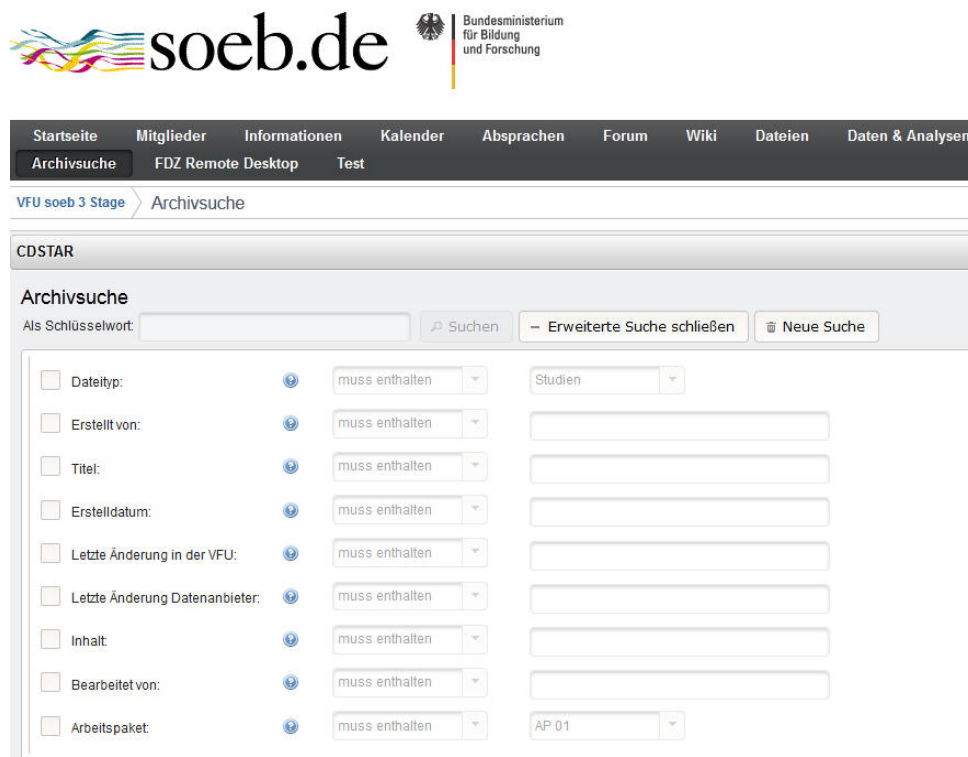 soeb.de
Bundesministerium
für Bildung
und Forschung
Startseite Mitglieder Informationen Kalender Absprachen Forum Wiki Dateien Daten & Analysen
Archivsuche FDZ Remote Desktop Test
VFU soeb 3 Stage Archivsuche
CDSTAR
Archivsuche
Als Schlüsselwort: Suchen – Erweiterte Suche schließen Neue Suche
Dateityp: muss enthalten Studien
Erstellt von: muss enthalten
Titel: muss enthalten
Erstelldatum: muss enthalten
Letzte Änderung in der VFU: muss enthalten
Letzte Änderung Datenanbieter: muss enthalten
Inhalt: muss enthalten
Bearbeitet von: muss enthalten
Arbeitspaket: muss enthalten AP 01